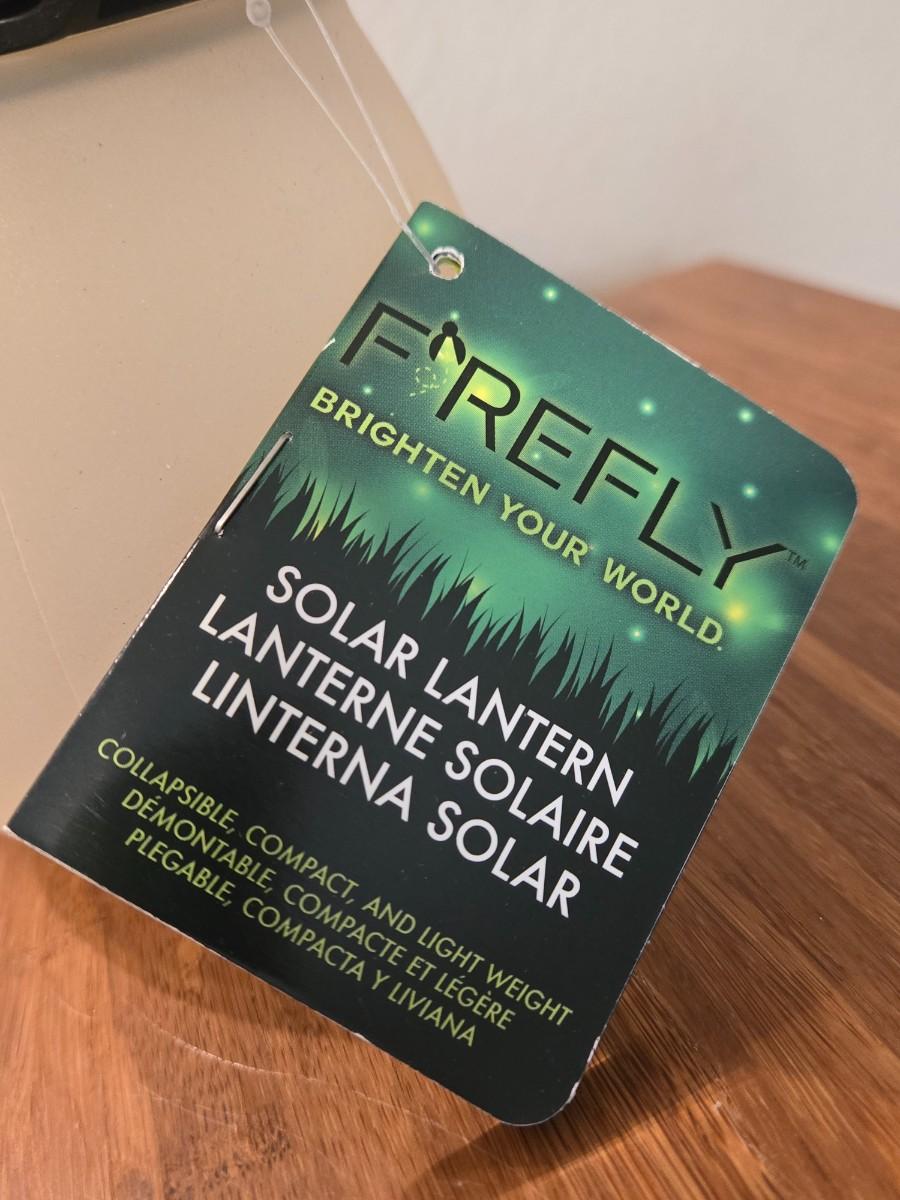 FIREFLY™
BRIGHTEN YOUR WORLD.
SOLAR LANTERN
LANTERNE SOLAIRE
LINTERNA SOLAR
COLLAPSIBLE, COMPACT, AND LIGHT WEIGHT
DÉMONTABLE, COMPACTE ET LÉGÈRE
PLEGABLE, COMPACTA Y LIVIANA